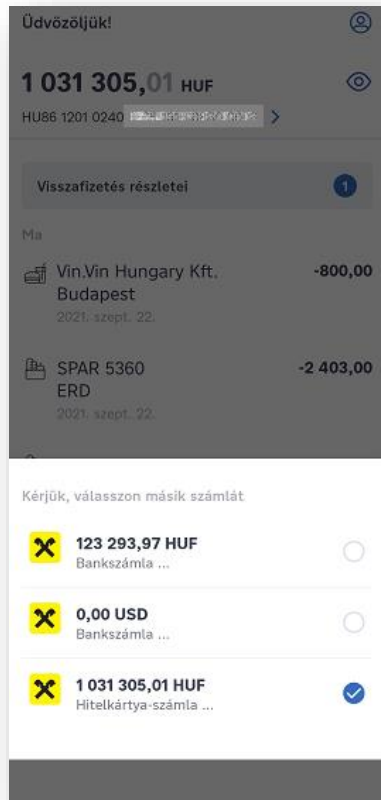 Üdvözöljük!
1 031 305,01 HUF
HU86 1201 0240
Visszafizetés részletei 1
Ma
Vin.Vin Hungary Kft. -800,00
Budapest
2021. szept. 22.
SPAR 5360 -2 403,00
ERD
2021. szept. 22.
Kérjük, válasszon másik számlát
123 293,97 HUF
Bankszámla ...
0,00 USD
Bankszámla ...
1 031 305,01 HUF
Hitelkártya-számla ...